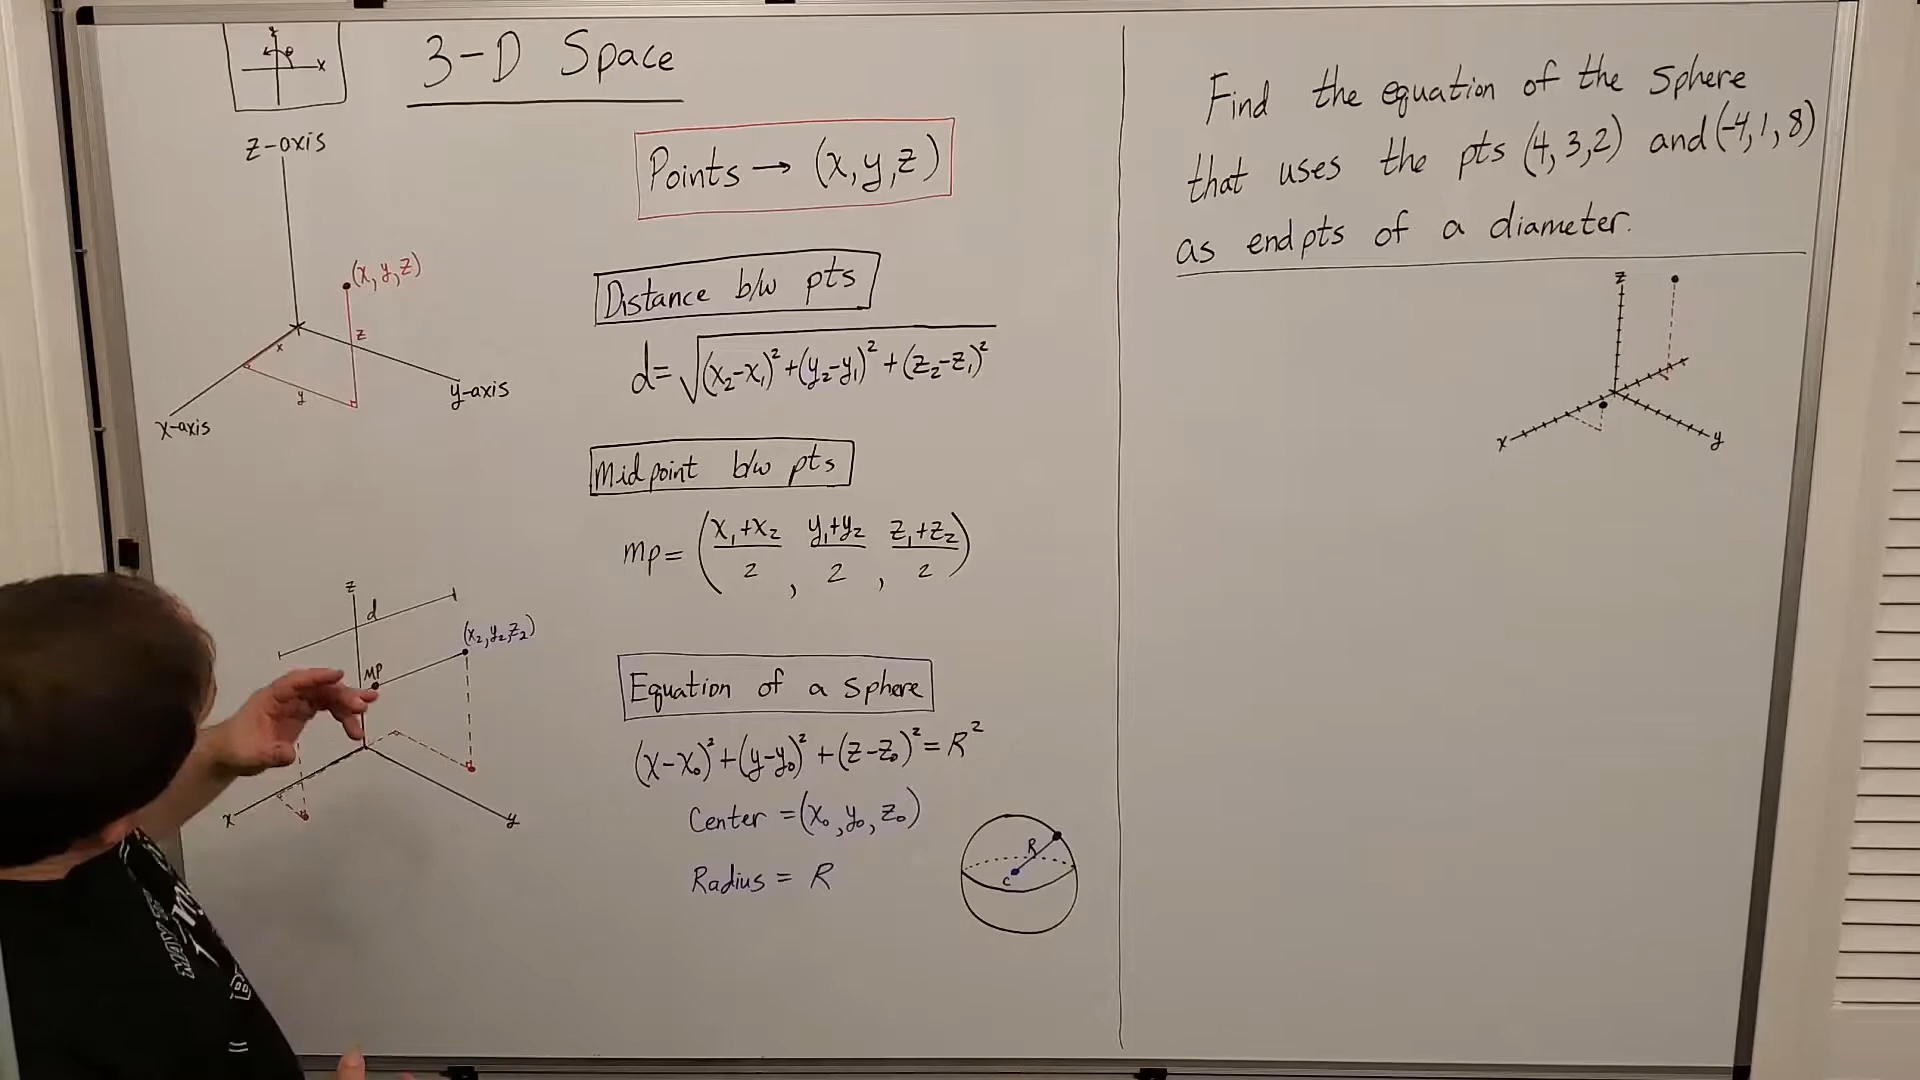 3-D Space
x
z-axis
(x, y, z)
x
z
y
y-axis
x-axis
Points → (x, y, z)
Distance b/w pts
d = √((x₂-x₁)² + (y₂-y₁)² + (z₂-z₁)²)
Midpoint b/w pts
mp = (x₁+x₂/2, y₁+y₂/2, z₁+z₂/2)
z
d
(x₂, y₂, z₂)
MP
x
y
Equation of a sphere
(x-x₀)² + (y-y₀)² + (z-z₀)² = R²
Center = (x₀, y₀, z₀)
Radius = R
R
C
Find the equation of the sphere
that uses the pts (4, 3, 2) and (-4, 1, 8)
as endpts of a diameter.
z
x
y